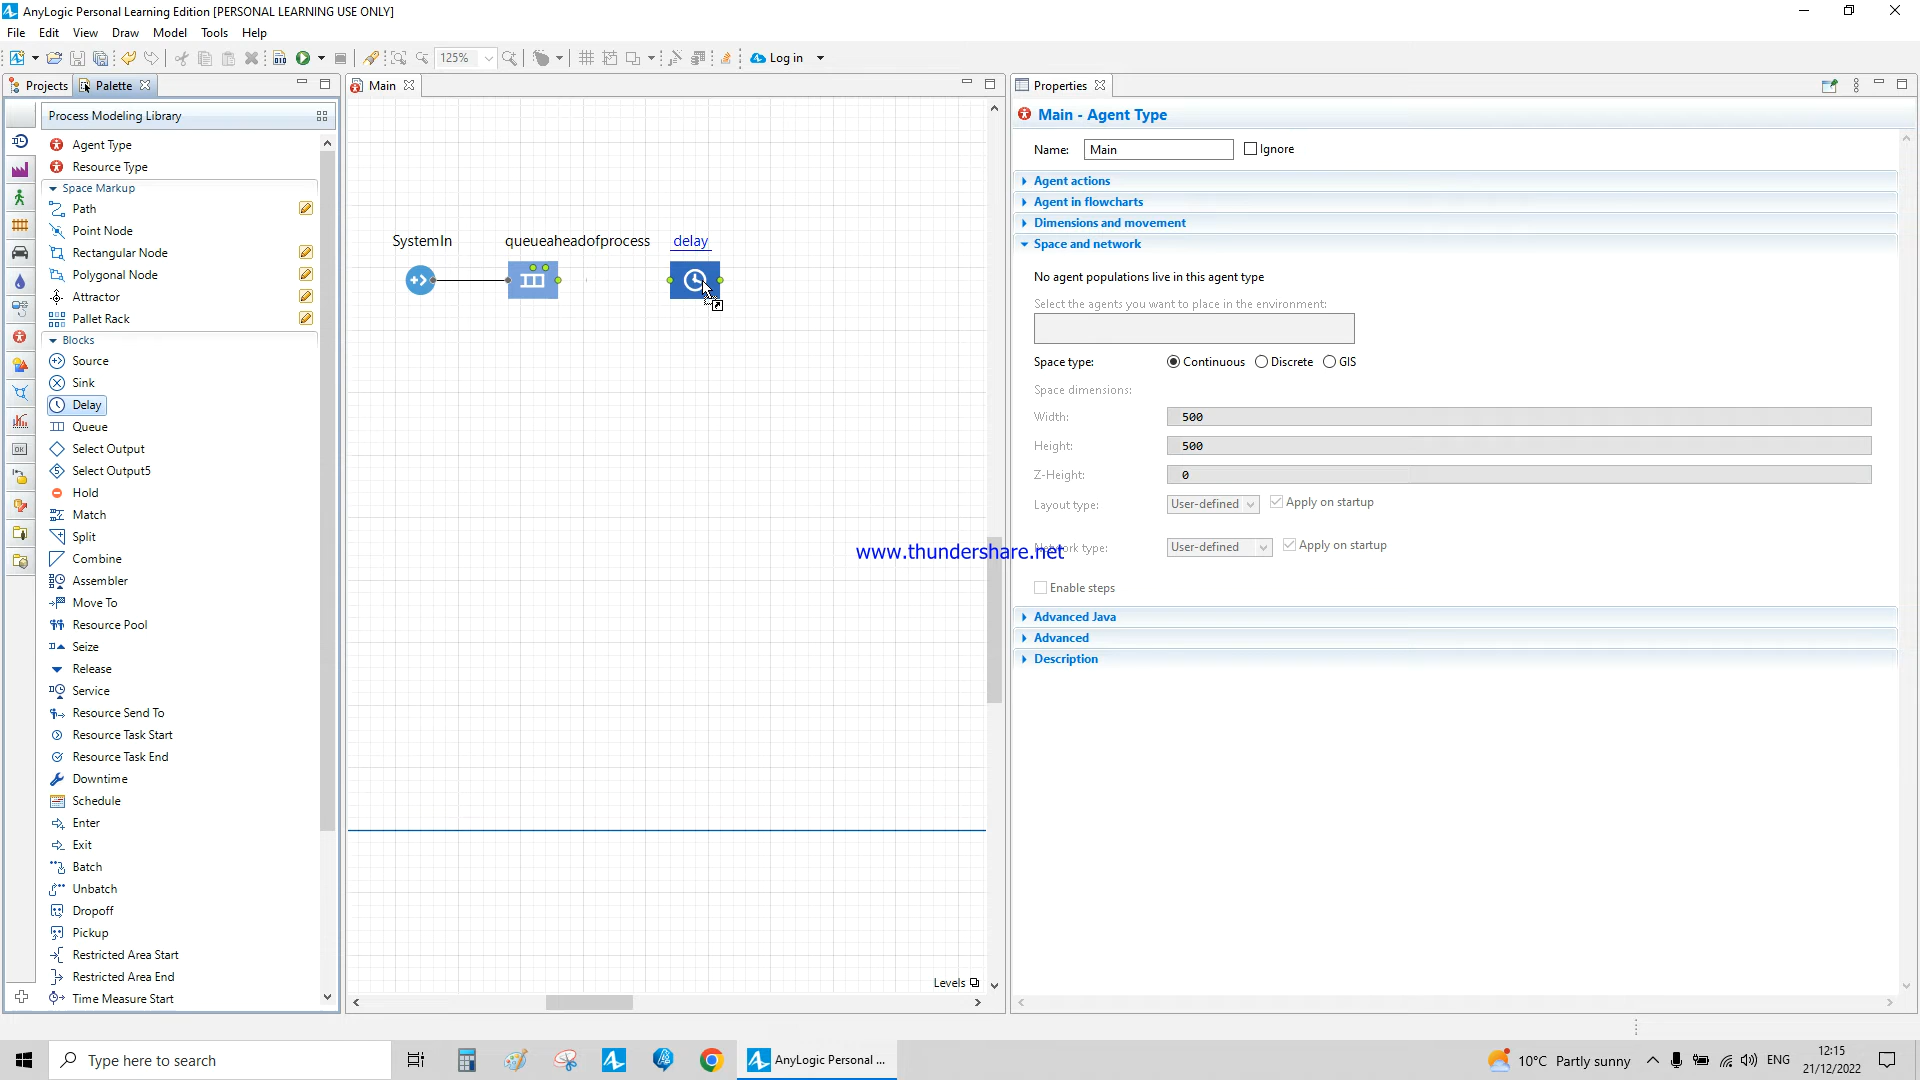 AnyLogic Personal Learning Edition [PERSONAL LEARNING USE ONLY]
File Edit View Draw Model Tools Help
125% Log in
Projects Palette
Process Modeling Library
Agent Type
Resource Type
Space Markup
Path
Point Node
Rectangular Node
Polygonal Node
Attractor
Pallet Rack
Blocks
Source
Sink
Delay
Queue
Select Output
Select Output5
Hold
Match
Split
Combine
Assembler
Move To
Resource Pool
Seize
Release
Service
Resource Send To
Resource Task Start
Resource Task End
Downtime
Schedule
Enter
Exit
Batch
Unbatch
Dropoff
Pickup
Restricted Area Start
Restricted Area End
Time Measure Start
Main
SystemIn queueaheadofprocess delay
Levels
Properties
Main - Agent Type
Name: Main Ignore
Agent actions
Agent in flowcharts
Dimensions and movement
Space and network
No agent populations live in this agent type
Select the agents you want to place in the environment:
Space type: Continuous Discrete GIS
Space dimensions:
Width: 500
Height: 500
Z-Height: 0
Layout type: User-defined Apply on startup
Network type: User-defined Apply on startup
www.thundershare.net
Enable steps
Advanced Java
Advanced
Description
Type here to search
AnyLogic Personal ...
10°C Partly sunny
ENG
12:15
21/12/2022